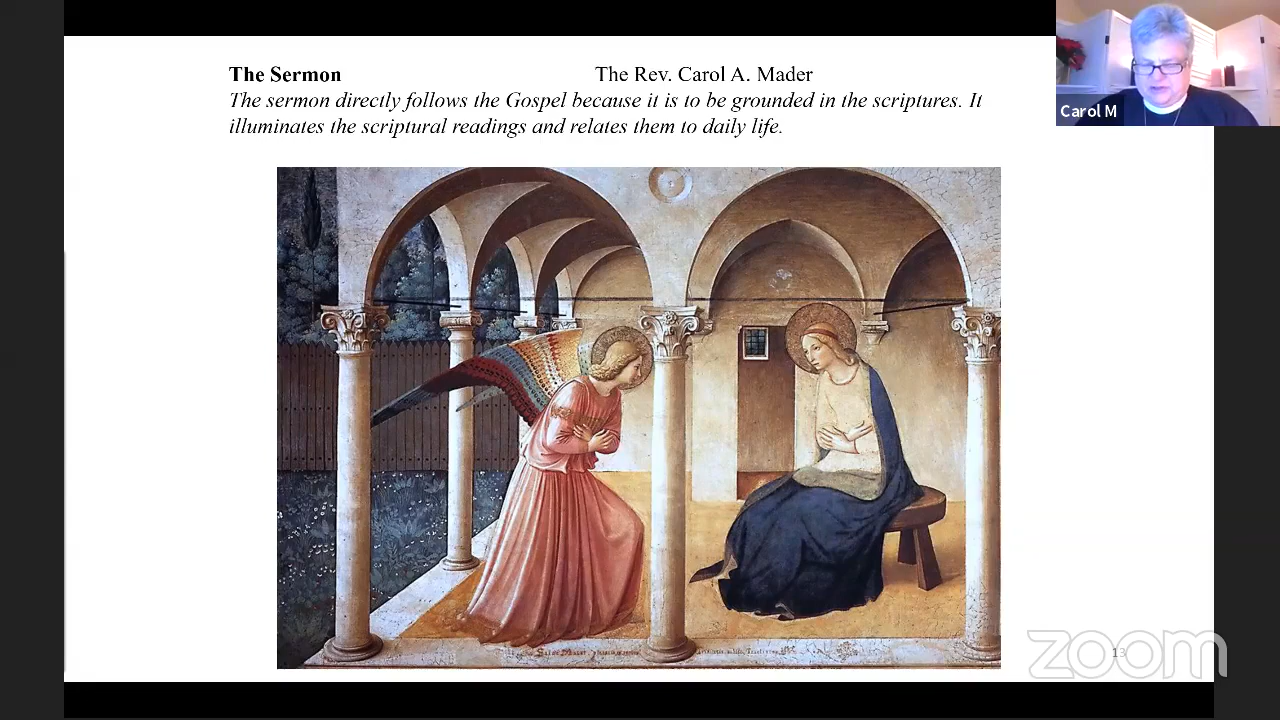 The Sermon The Rev. Carol A. Mader
The sermon directly follows the Gospel because it is to be grounded in the scriptures. It
illuminates the scriptural readings and relates them to daily life.
Carol M
13
zoom